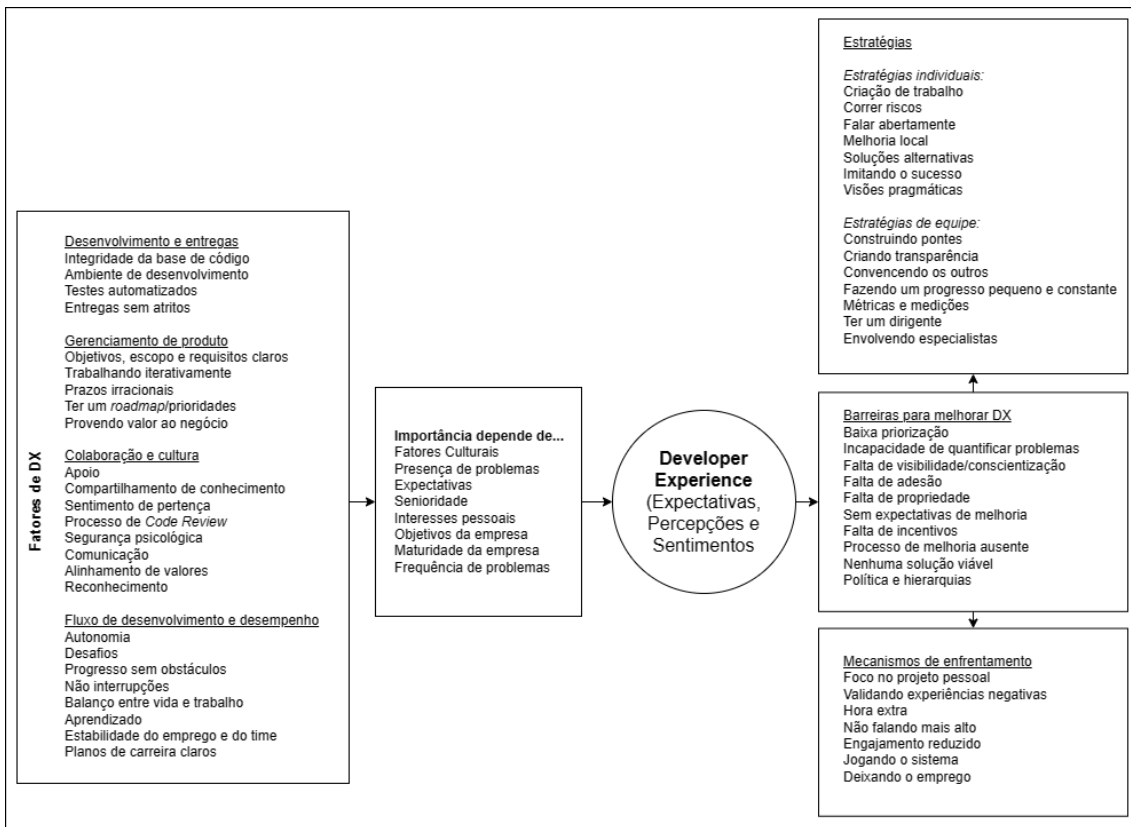 Fatores de DX
Desenvolvimento e entregas
Integridade da base de código
Ambiente de desenvolvimento
Testes automatizados
Entregas sem atritos
Gerenciamento de produto
Objetivos, escopo e requisitos claros
Trabalhando iterativamente
Prazos irracionais
Ter um roadmap/prioridades
Provendo valor ao negócio
Colaboração e cultura
Apoio
Compartilhamento de conhecimento
Sentimento de pertença
Processo de Code Review
Segurança psicológica
Comunicação
Alinhamento de valores
Reconhecimento
Fluxo de desenvolvimento e desempenho
Autonomia
Desafios
Progresso sem obstáculos
Não interrupções
Balanço entre vida e trabalho
Aprendizado
Estabilidade do emprego e do time
Planos de carreira claros
Importância depende de...
Fatores Culturais
Presença de problemas
Expectativas
Senioridade
Interesses pessoais
Objetivos da empresa
Maturidade da empresa
Frequência de problemas
Developer
Experience
(Expectativas,
Percepções e
Sentimentos
Estratégias
Estratégias individuais:
Criação de trabalho
Correr riscos
Falar abertamente
Melhoria local
Soluções alternativas
Imitando o sucesso
Visões pragmáticas
Estratégias de equipe:
Construindo pontes
Criando transparência
Convencendo os outros
Fazendo um progresso pequeno e constante
Métricas e medições
Ter um dirigente
Envolvendo especialistas
Barreiras para melhorar DX
Baixa priorização
Incapacidade de quantificar problemas
Falta de visibilidade/conscientização
Falta de adesão
Falta de propriedade
Sem expectativas de melhoria
Falta de incentivos
Processo de melhoria ausente
Nenhuma solução viável
Política e hierarquias
Mecanismos de enfrentamento
Foco no projeto pessoal
Validando experiências negativas
Hora extra
Não falando mais alto
Engajamento reduzido
Jogando o sistema
Deixando o emprego